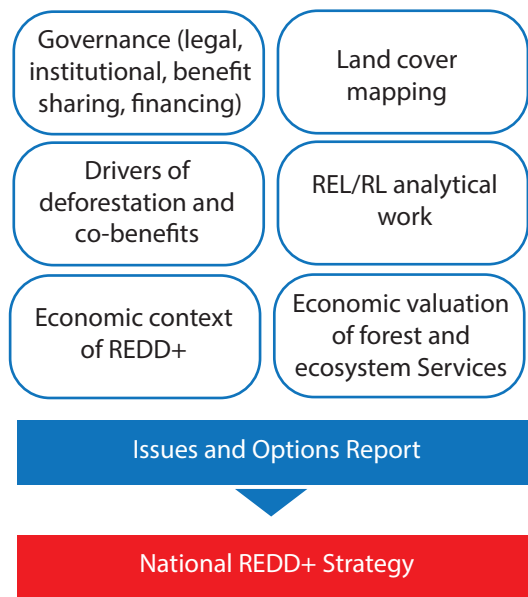 Governance (legal,
institutional, benefit
sharing, financing)
Land cover
mapping
Drivers of
deforestation and
co-benefits
REL/RL analytical
work
Economic context
of REDD+
Economic valuation
of forest and
ecosystem Services
Issues and Options Report
National REDD+ Strategy